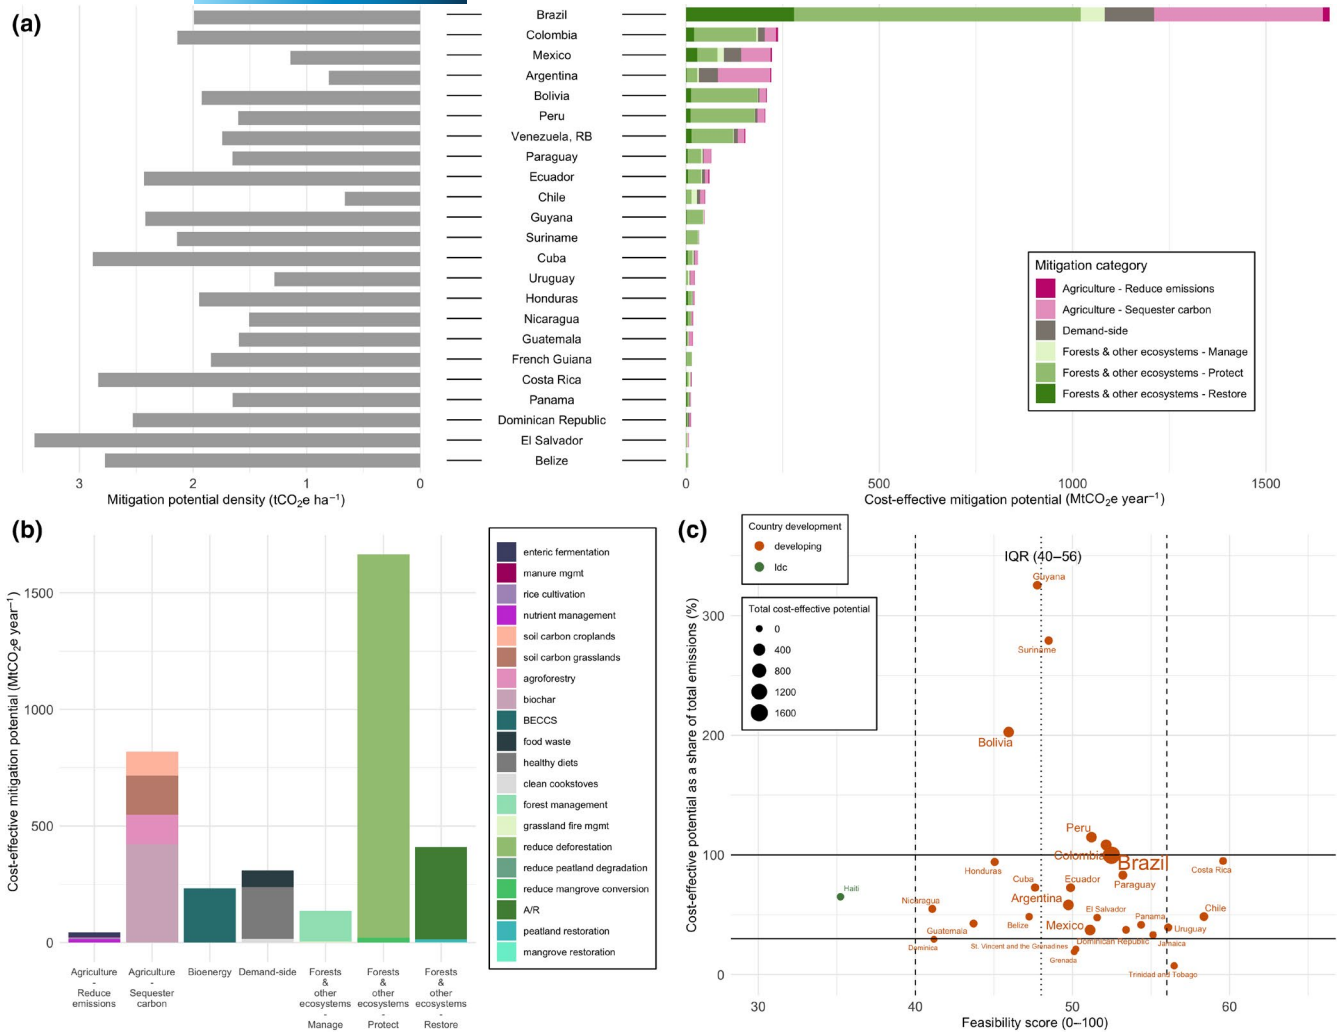 (a)
Brazil
Colombia
Mexico
Argentina
Bolivia
Peru
Venezuela, RB
Paraguay
Ecuador
Chile
Guyana
Suriname
Cuba
Uruguay
Honduras
Nicaragua
Guatemala
French Guiana
Costa Rica
Panama
Dominican Republic
El Salvador
Belize
3 2 1 0
Mitigation potential density (tCO₂e ha⁻¹)
0 500 1000 1500
Cost-effective mitigation potential (MtCO₂e year⁻¹)
Mitigation category
Agriculture - Reduce emissions
Agriculture - Sequester carbon
Demand-side
Forests & other ecosystems - Manage
Forests & other ecosystems - Protect
Forests & other ecosystems - Restore
(b)
Cost-effective mitigation potential (MtCO₂e year⁻¹)
1500
1000
500
0
Agriculture
-
Reduce
emissions
Agriculture
-
Sequester
carbon
Bioenergy
Demand-side
Forests
&
other
ecosystems
-
Manage
Forests
&
other
ecosystems
-
Protect
Forests
&
other
ecosystems
-
Restore
enteric fermentation
manure mgmt
rice cultivation
nutrient management
soil carbon croplands
soil carbon grasslands
agroforestry
biochar
BECCS
food waste
healthy diets
clean cookstoves
forest management
grassland fire mgmt
reduce deforestation
reduce peatland degradation
reduce mangrove conversion
A/R
peatland restoration
mangrove restoration
(c)
Country development
developing
ldc
Total cost-effective potential
0
400
800
1200
1600
IQR (40–56)
Cost-effective potential as a share of total emissions (%)
300
200
100
0
Guyana
Suriname
Bolivia
Peru
Colombia
Brazil
Honduras
Costa Rica
Cuba
Ecuador
Paraguay
Haiti
Argentina
Nicaragua
El Salvador
Chile
Belize
Panama
Guatemala
Mexico
Uruguay
Dominica
St. Vincent and the Grenadines
Dominican Republic
Jamaica
Grenada
Trinidad and Tobago
30 40 50 60
Feasibility score (0–100)